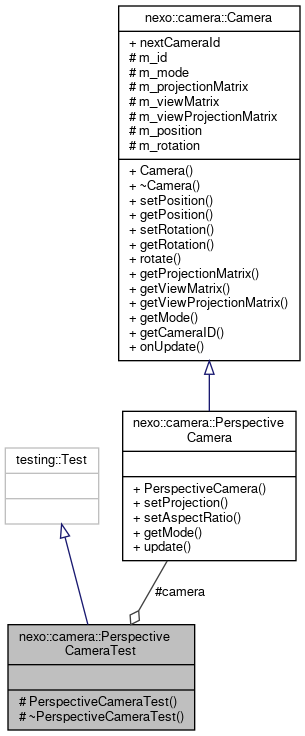 nexo::camera::Camera
+ nextCameraId
# m_id
# m_mode
# m_projectionMatrix
# m_viewMatrix
# m_viewProjectionMatrix
# m_position
# m_rotation
+ Camera()
+ ~Camera()
+ setPosition()
+ getPosition()
+ setRotation()
+ getRotation()
+ rotate()
+ getProjectionMatrix()
+ getViewMatrix()
+ getViewProjectionMatrix()
+ getMode()
+ getCameraID()
+ onUpdate()
nexo::camera::Perspective
Camera
+ PerspectiveCamera()
+ setProjection()
+ setAspectRatio()
+ getMode()
+ update()
testing::Test
#camera
nexo::camera::Perspective
CameraTest
# PerspectiveCameraTest()
# ~PerspectiveCameraTest()